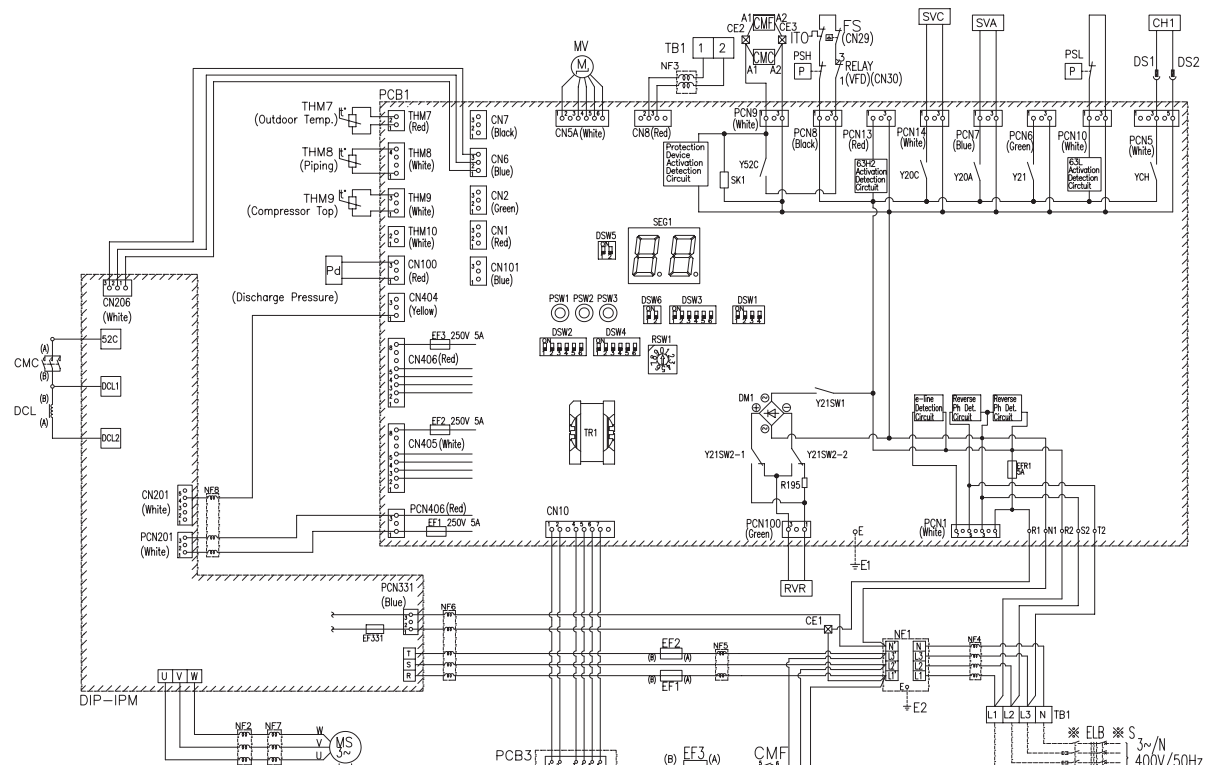 MV
M
TB1
1 2
NF3
A1 CMF A2
CE2
CE3
CMC
A1 A2
ITO
FS
(CN29)
PSH
P
3
RELAY
1 (VFD)(CN30)
SVC
SVA
PSL
P
CH1
DS1
DS2
PCB1
THM7
(Outdoor Temp.)
THM7
(Red)
CN7
(Black)
THM8
(Piping)
THM8
(White)
CN6
(Blue)
THM9
(Compressor Top)
THM9
(White)
CN2
(Green)
THM10
(White)
CN1
(Red)
Pd
(Discharge Pressure)
CN100
(Red)
CN101
(Blue)
CN404
(Yellow)
CN5A (White)
CN8(Red)
PCN9
(White)
PCN8
(Black)
PCN13
(Red)
PCN14
(White)
PCN7
(Blue)
PCN6
(Green)
PCN10
(White)
PCN5
(White)
Protection
Device
Activation
Detection
Circuit
Y52C
SK1
63H2
Activation
Detection
Circtuit
Y20C
Y20A
Y21
63L
Activation
Detection
Circtuit
YCH
SEG1
DSW5
PSW1 PSW2 PSW3
DSW6
DSW3
DSW1
DSW2
DSW4
RSW1
EF3 250V 5A
CN406(Red)
EF2 250V 5A
CN405(White)
TR1
PCN406(Red)
EF1 250V 5A
CN10
DM1
Y21SW1
Y21SW2-1
Y21SW2-2
R195
PCN100
(Green)
RVR
e-line
Detection
Circuit
Reverse
Ph Det.
Circuit
Reverse
Ph Det.
Circuit
EFR1
5A
PCN1
(White)
E
E1
R1 N1 R2 S2 T2
CN206
(White)
52C
(A)
CMC
(B)
DCL1
(B)
DCL
(A)
DCL2
CN201
(White)
NF8
PCN201
(White)
PCN331
(Blue)
NF6
EF331
T
S
R
U V W
DIP-IPM
NF2
NF7
W
V
U
MS
3~
EF2
(B) (A)
(B) (A)
EF1
NF5
CE1
NF1
N' N
L3' L3
L2' L2
L1' L1
E
E2
NF4
L1 L2 L3 N TB1
※ ELB ※ S
3~/N
400V/50Hz
PCB3
(B) EF3 (A)
CMF